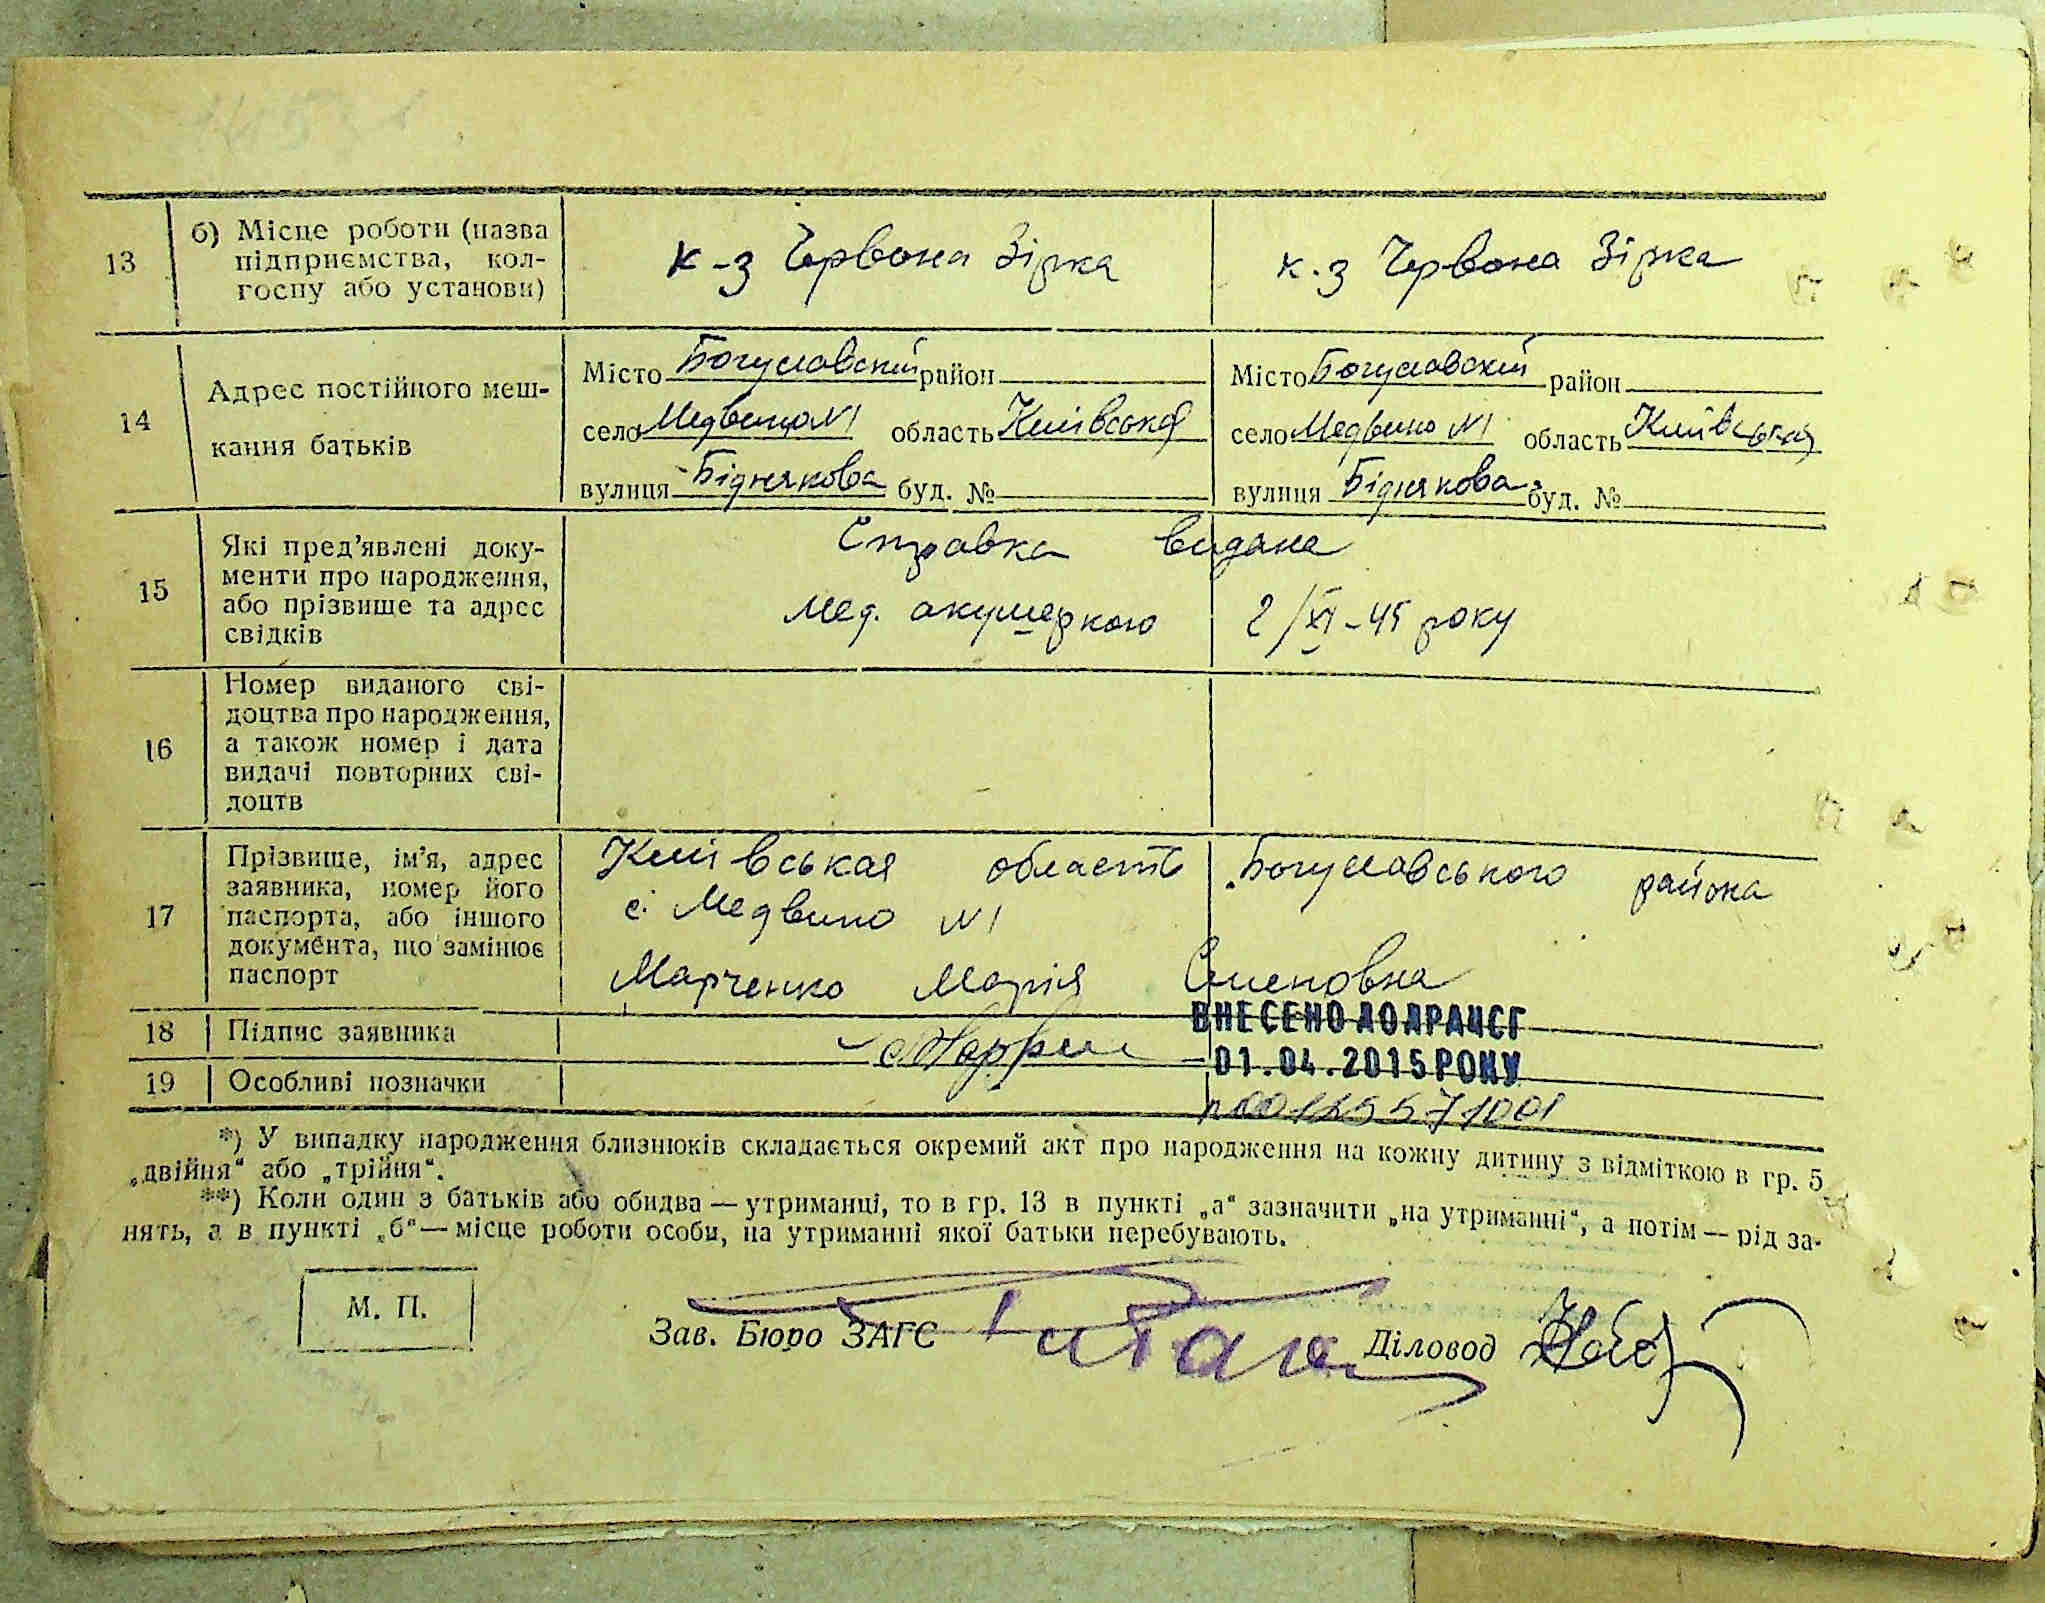 13
б) Місце роботи (назва
підприємства, кол-
госпу або установи)
к-з Червона Зірка
к.з Червона Зірка
14
Адрес постійного меш-
кання батьків
Місто Богуславский район
село Медвино №1 область Київська
вулиця Біднякова буд. №
Місто Богуславский район
село Медвино №1 область Київская
вулиця Біднякова буд. №
15
Які пред’явлені доку-
менти про народження,
або прізвище та адрес
свідків
Справка видана
мед. акушеркою 2/XI-45 року
16
Номер виданого сві-
доцтва про народження,
а також номер і дата
видачі повторних сві-
доцтв
17
Прізвище, ім’я, адрес
заявника, номер його
паспорта, або іншого
документа, що замінює
паспорт
Київськая область Богуславського района
с. Медвино №1
Марченко Марія Семеновна
18
Підпис заявника
ВНЕСЕНО ДО ДРАЦСГ
01.04.2015 РОКУ
19
Особливі позначки
*) У випадку народження близнюків складається окремий акт про народження на кожну дитину з відміткою в гр. 5
„двійня“ або „трійня“.
**) Коли один з батьків або обидва — утриманці, то в гр. 13 в пункті „а“ зазначити „на утриманні“, а потім — рід за-
нять, а в пункті „б“ — місце роботи особи, на утриманні якої батьки перебувають.
М. П.
Зав. Бюро ЗАГС
Діловод